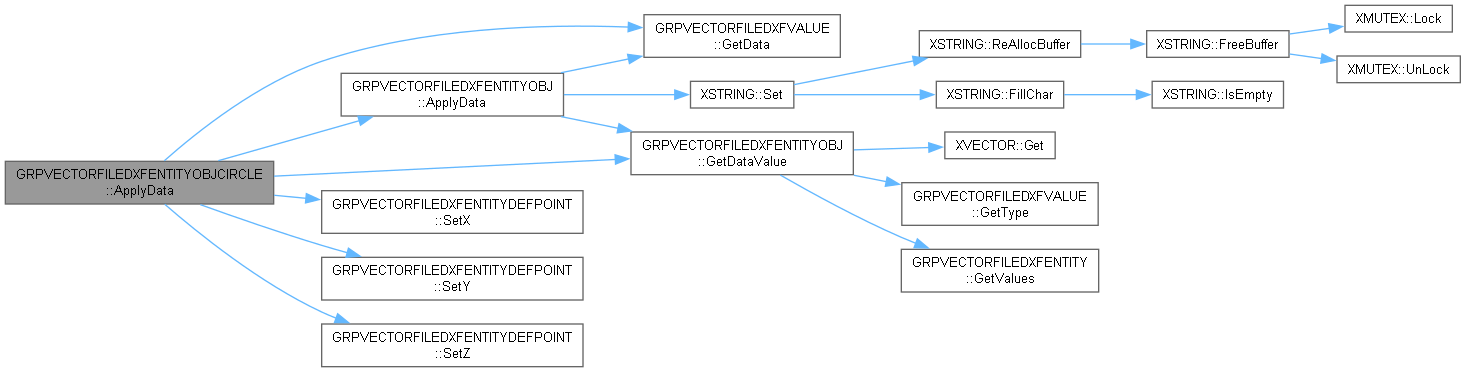 GRPVECTORFILEDXFENTITYOBJCIRCLE
::ApplyData
GRPVECTORFILEDXFVALUE
::GetData
GRPVECTORFILEDXFENTITYOBJ
::ApplyData
XSTRING::Set
XSTRING::ReAllocBuffer
XSTRING::FreeBuffer
XMUTEX::Lock
XMUTEX::UnLock
XSTRING::FillChar
XSTRING::IsEmpty
GRPVECTORFILEDXFENTITYOBJ
::GetDataValue
XVECTOR::Get
GRPVECTORFILEDXFVALUE
::GetType
GRPVECTORFILEDXFENTITY
::GetValues
GRPVECTORFILEDXFENTITYDEFPOINT
::SetX
GRPVECTORFILEDXFENTITYDEFPOINT
::SetY
GRPVECTORFILEDXFENTITYDEFPOINT
::SetZ